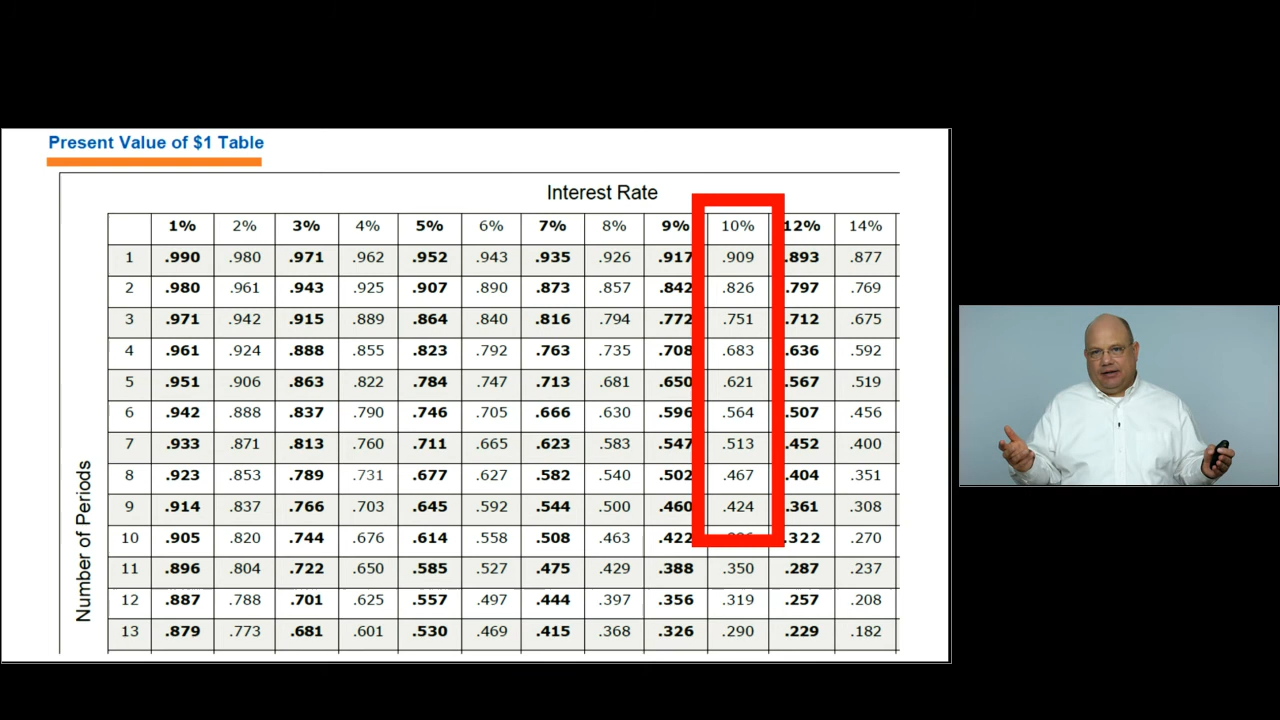 Present Value of $1 Table
Interest Rate
1% 2% 3% 4% 5% 6% 7% 8% 9% 10% 12% 14%
1 .990 .980 .971 .962 .952 .943 .935 .926 .917 .909 .893 .877
2 .980 .961 .943 .925 .907 .890 .873 .857 .842 .826 .797 .769
3 .971 .942 .915 .889 .864 .840 .816 .794 .772 .751 .712 .675
4 .961 .924 .888 .855 .823 .792 .763 .735 .708 .683 .636 .592
5 .951 .906 .863 .822 .784 .747 .713 .681 .650 .621 .567 .519
6 .942 .888 .837 .790 .746 .705 .666 .630 .596 .564 .507 .456
7 .933 .871 .813 .760 .711 .665 .623 .583 .547 .513 .452 .400
8 .923 .853 .789 .731 .677 .627 .582 .540 .502 .467 .404 .351
9 .914 .837 .766 .703 .645 .592 .544 .500 .460 .424 .361 .308
10 .905 .820 .744 .676 .614 .558 .508 .463 .422 .322 .270
11 .896 .804 .722 .650 .585 .527 .475 .429 .388 .350 .287 .237
12 .887 .788 .701 .625 .557 .497 .444 .397 .356 .319 .257 .208
13 .879 .773 .681 .601 .530 .469 .415 .368 .326 .290 .229 .182
Number of Periods